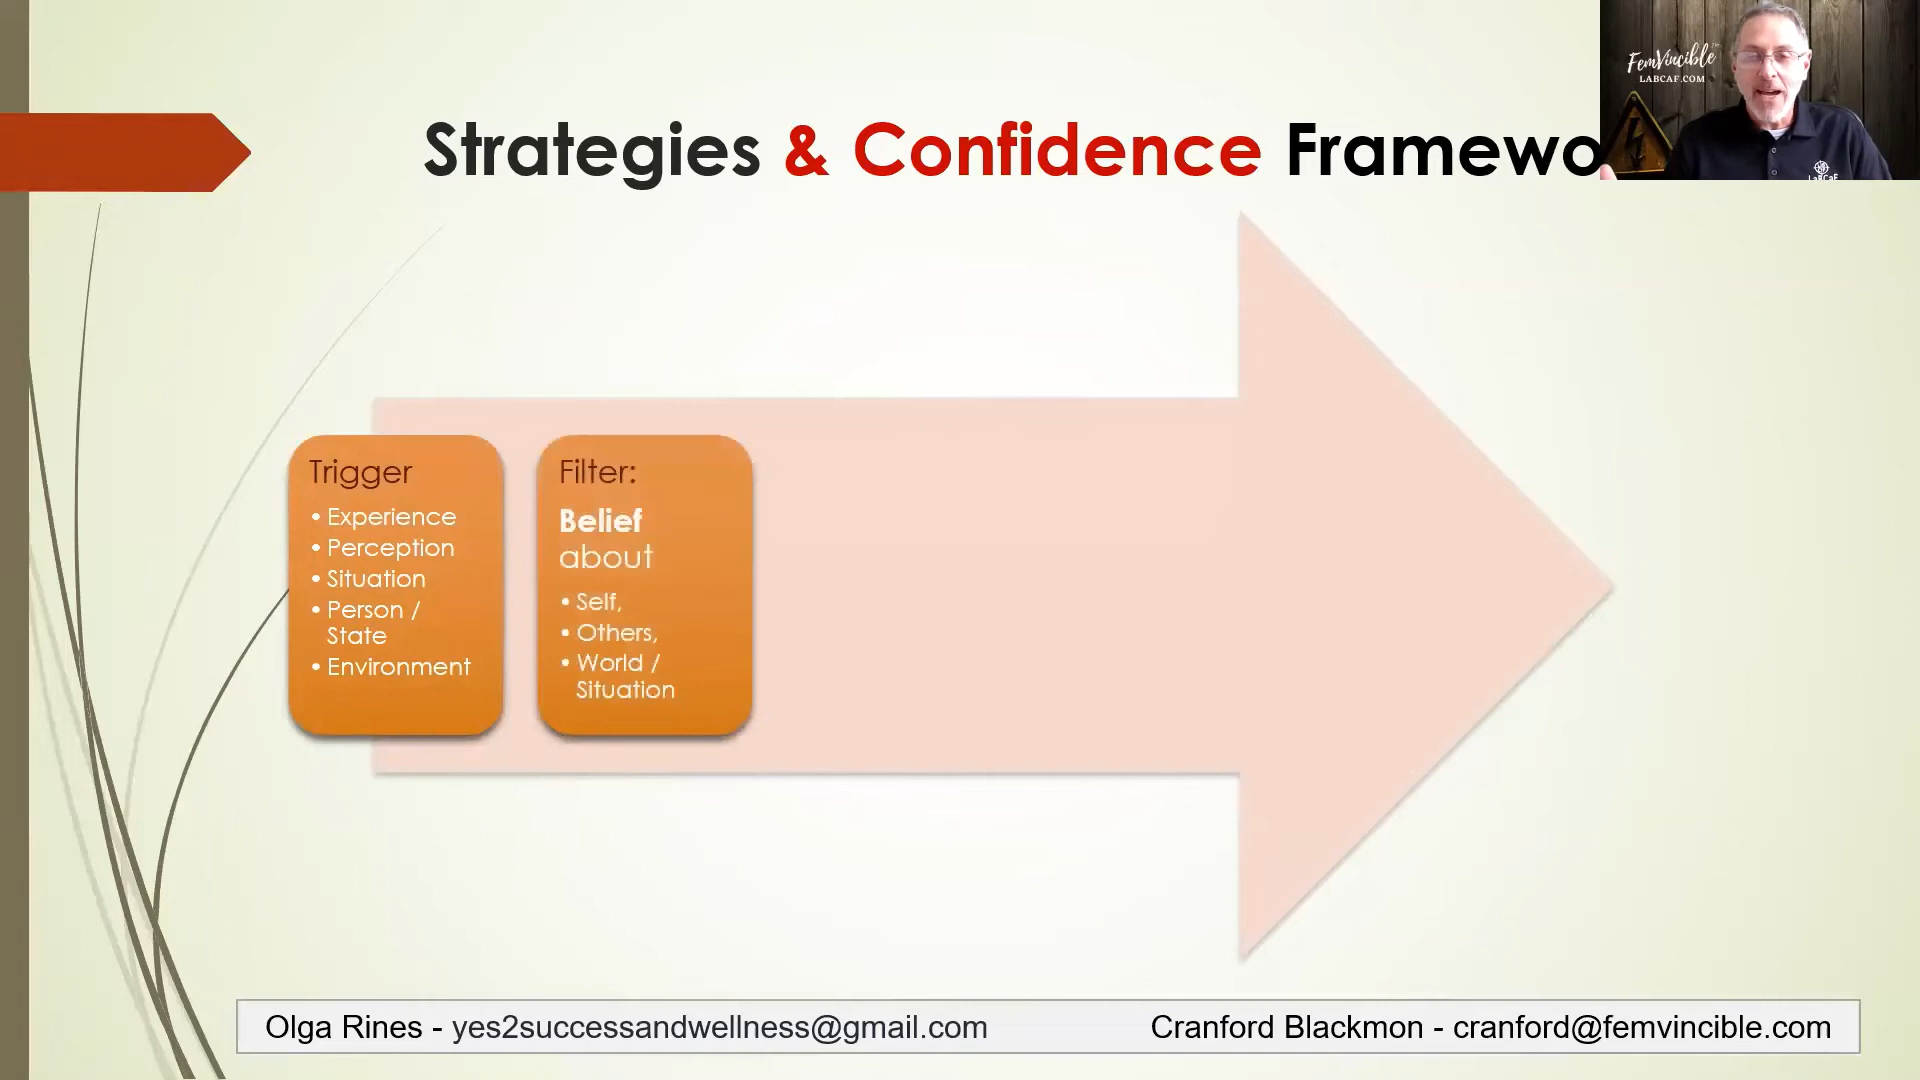 Strategies & Confidence Framewo
FemVincible
LABCAF.COM
LaBCaF
Trigger
• Experience
• Perception
• Situation
• Person /
State
• Environment
Filter:
Belief
about
• Self,
• Others,
• World /
Situation
Olga Rines - yes2successandwellness@gmail.com
Cranford Blackmon - cranford@femvincible.com